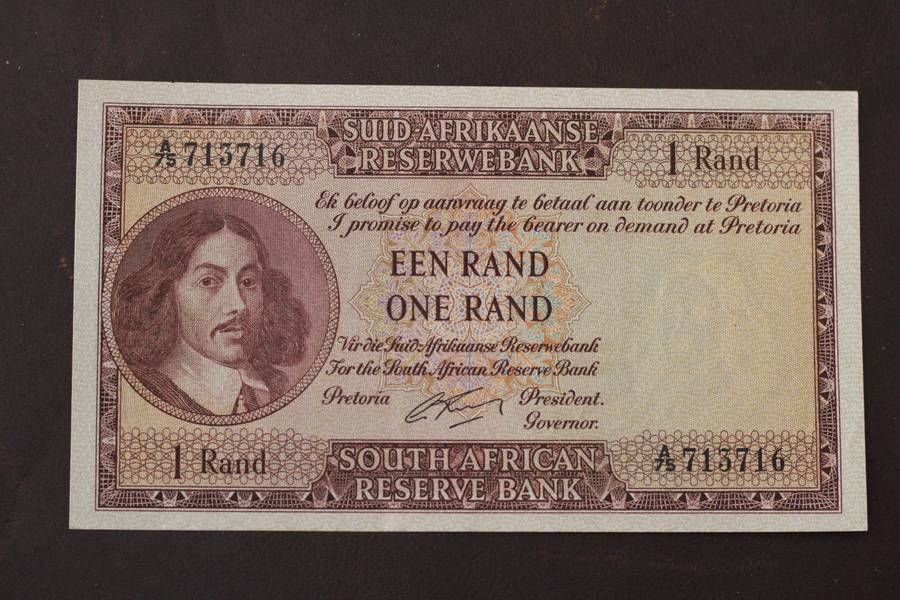 SUID-AFRIKAANSE
RESERWEBANK
A/75 713716
1 Rand
Ek beloof op aanvraag te betaal aan toonder te Pretoria
I promise to pay the bearer on demand at Pretoria
EEN RAND
ONE RAND
Vir die Suid-Afrikaanse Reserwebank
For the South African Reserve Bank
Pretoria President.
Governor.
1 Rand
SOUTH AFRICAN
RESERVE BANK
A/75 713716